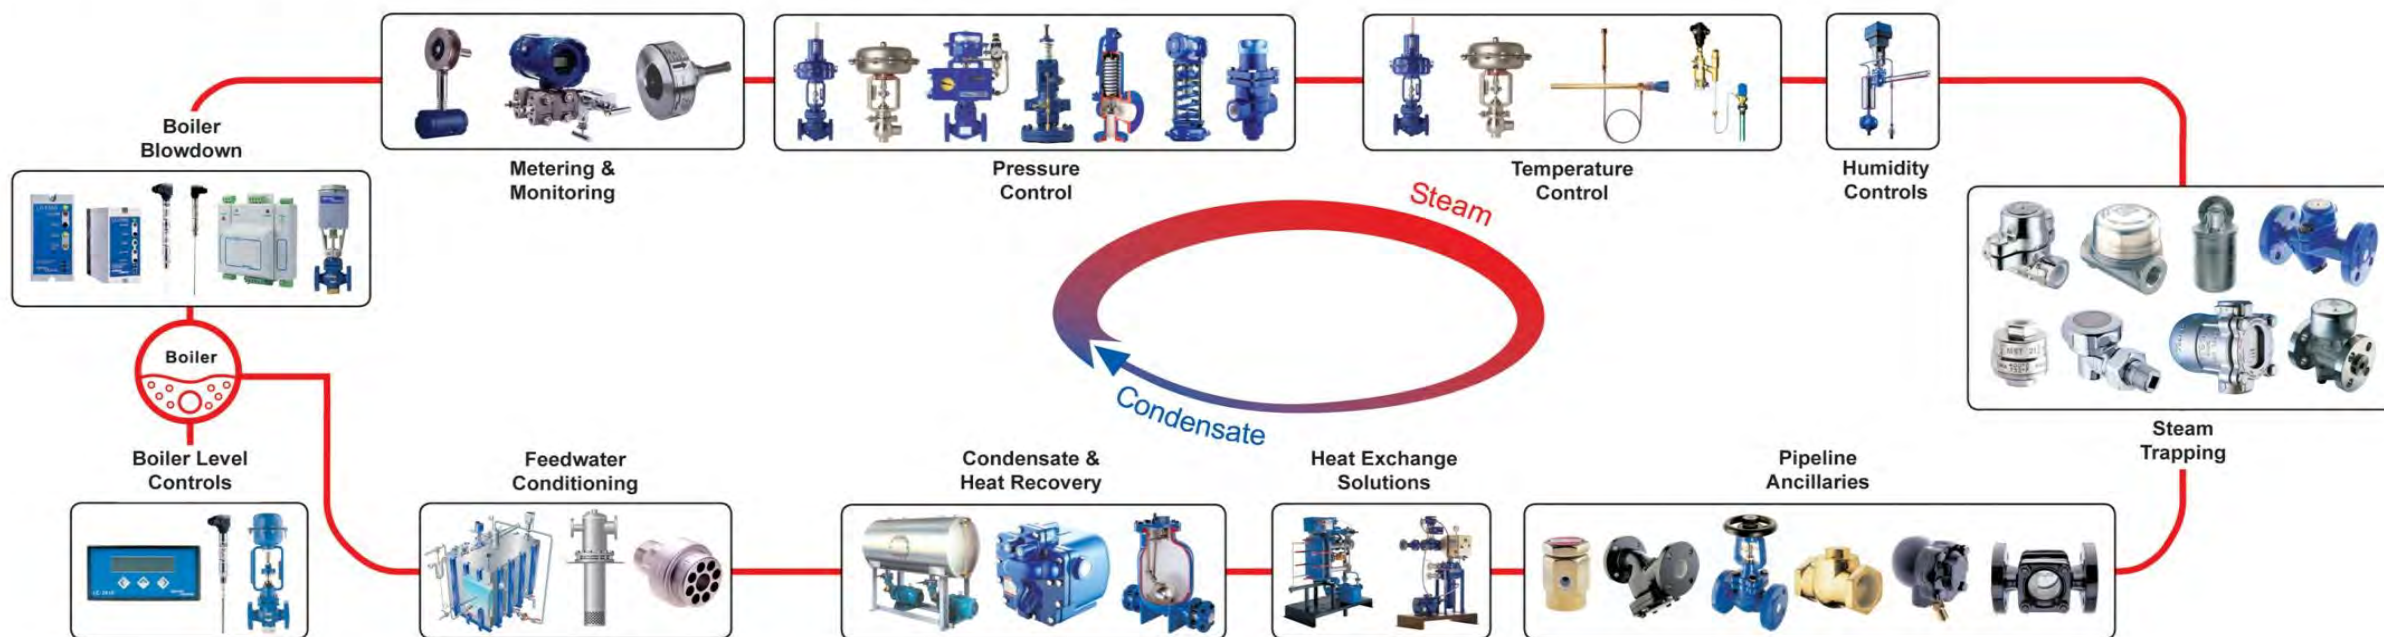 Boiler
Blowdown
Metering &
Monitoring
Pressure
Control
Temperature
Control
Humidity
Controls
Steam
Condensate
Boiler
Steam
Trapping
Boiler Level
Controls
Feedwater
Conditioning
Condensate &
Heat Recovery
Heat Exchange
Solutions
Pipeline
Ancillaries